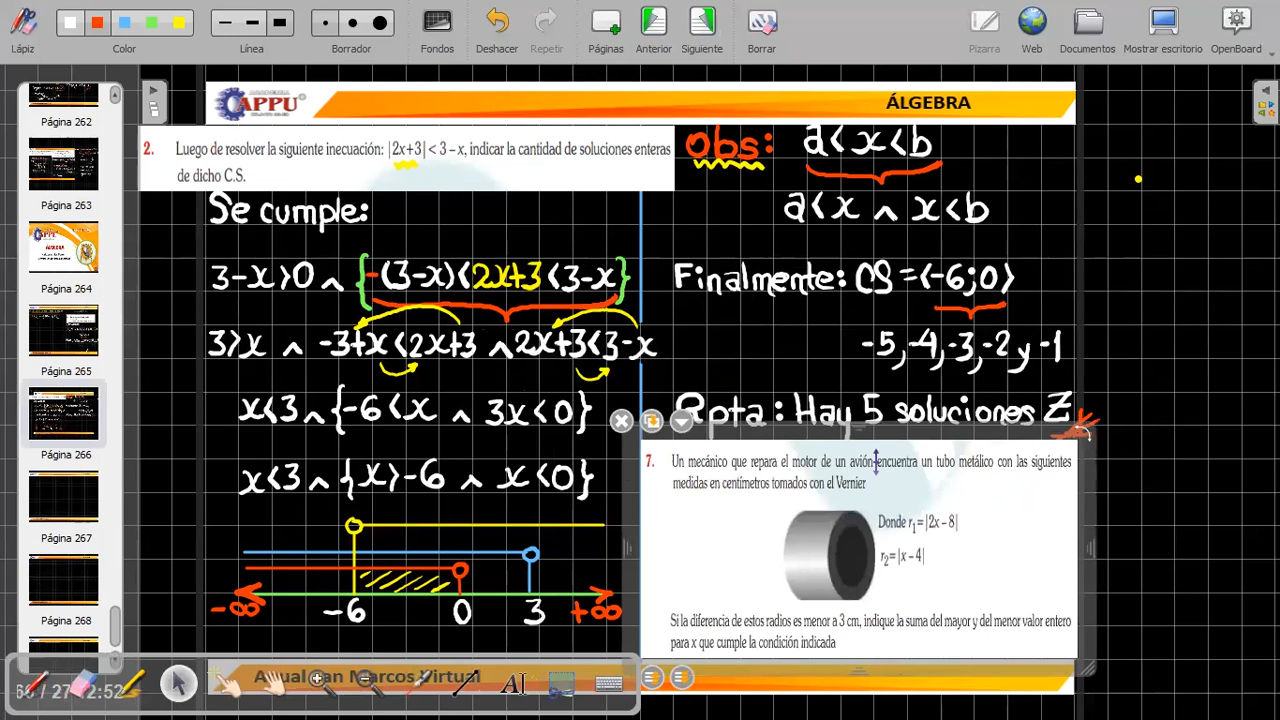 Lápiz
Color
Línea
Borrador
Fondos
Deshacer
Repetir
Páginas
Anterior
Siguiente
Borrar
Pizarra
Web
Documentos
Mostrar escritorio
OpenBoard
Página 262
Página 263
Página 264
Página 265
Página 266
Página 267
Página 268
ACADEMIA
APPU
ÁLGEBRA
2. Luego de resolver la siguiente inecuación: |2x+3| < 3 – x, indicar la cantidad de soluciones enteras
de dicho C.S.
Se cumple:
3-x>0 ∧ {-(3-x)<2x+3<3-x}
3>x ∧ -3+x<2x+3 ∧ 2x+3<3-x
x<3 ∧ {-6<x ∧ 3x<0}
x<3 ∧ {x>-6 ∧ x<0}
-∞ -6 0 3 +∞
Obs: a<x<b
a<x ∧ x<b
Finalmente: CS=<-6;0>
-5,-4,-3,-2 y -1
Rpta: Hay 5 soluciones Z
7. Un mecánico que repara el motor de un avión encuentra un tubo metálico con las siguientes
medidas en centímetros tomados con el Vernier
Donde r₁=|2x – 8|
r₂=|x – 4|
Si la diferencia de estos radios es menor a 3 cm, indique la suma del mayor y del menor valor entero
para x que cumple la condición indicada
Anual San Marcos Virtual